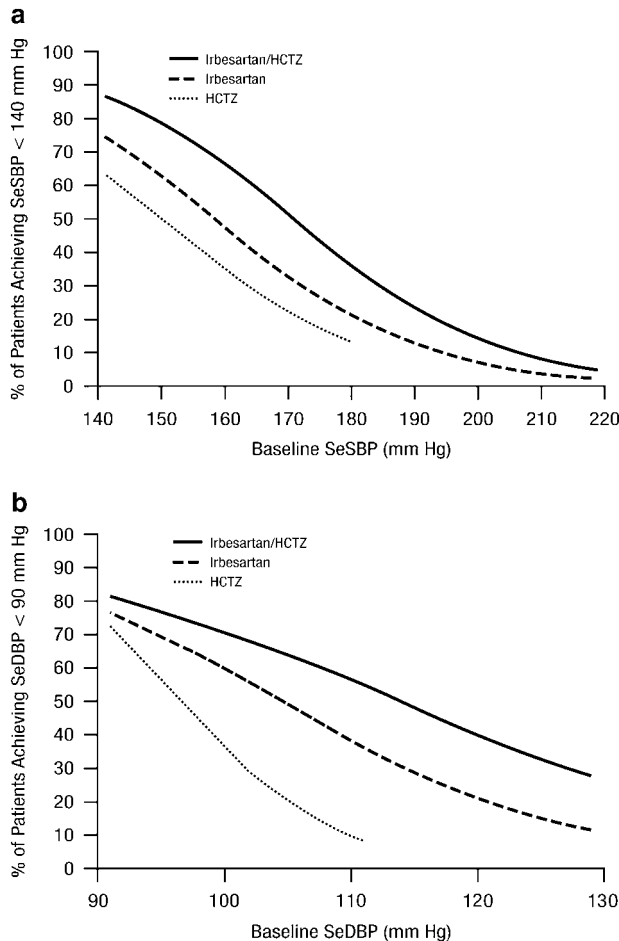 a
% of Patients Achieving SeSBP < 140 mm Hg
100
90
80
70
60
50
40
30
20
10
0
Irbesartan/HCTZ
Irbesartan
HCTZ
140 150 160 170 180 190 200 210 220
Baseline SeSBP (mm Hg)
b
% of Patients Achieving SeDBP < 90 mm Hg
100
90
80
70
60
50
40
30
20
10
0
Irbesartan/HCTZ
Irbesartan
HCTZ
90 100 110 120 130
Baseline SeDBP (mm Hg)